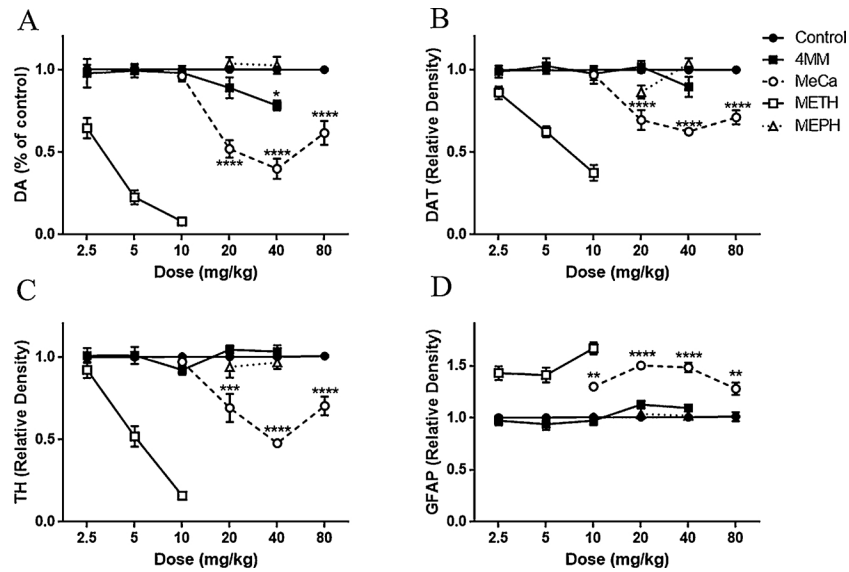 A
B
Control
4MM
MeCa
METH
MEPH
DA (% of control)
1.0
0.5
0.0
*
****
****
****
2.5 5 10 20 40 80
Dose (mg/kg)
DAT (Relative Density)
1.0
0.5
0.0
****
****
****
2.5 5 10 20 40 80
Dose (mg/kg)
C
D
TH (Relative Density)
1.0
0.5
0.0
***
****
****
2.5 5 10 20 40 80
Dose (mg/kg)
GFAP (Relative Density)
1.5
1.0
0.5
0.0
**
****
****
**
2.5 5 10 20 40 80
Dose (mg/kg)